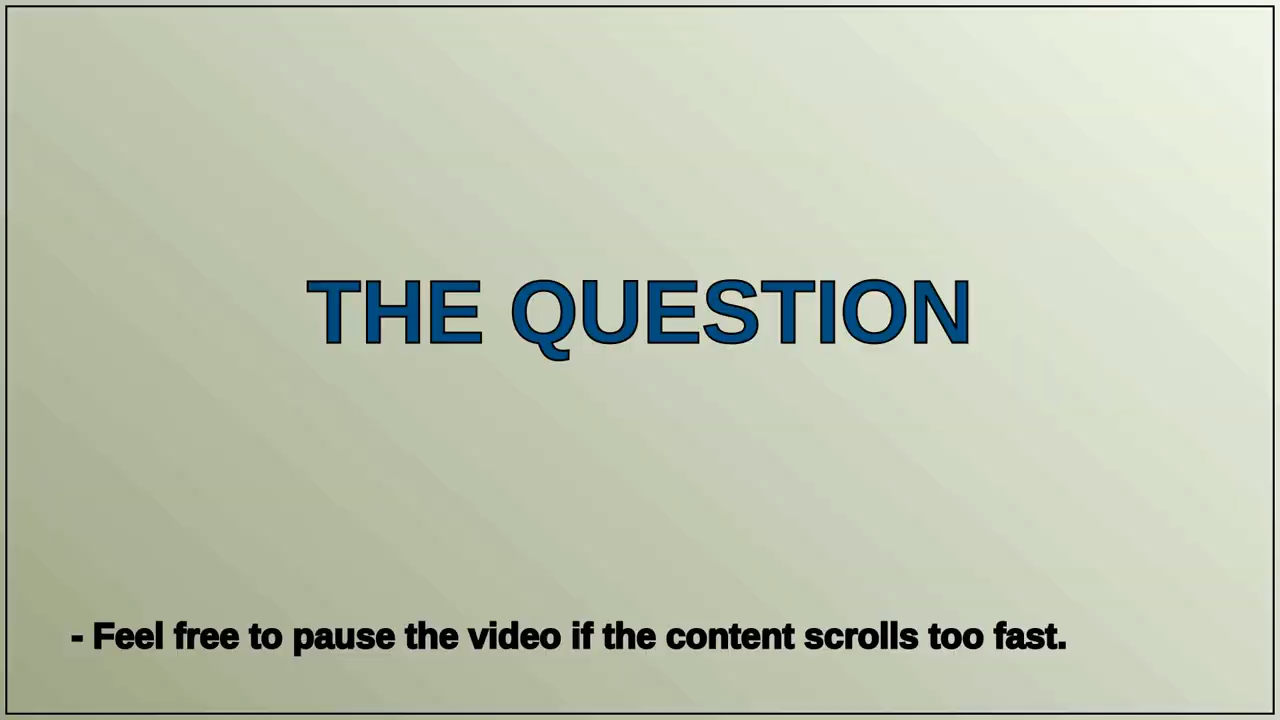 THE QUESTION
- Feel free to pause the video if the content scrolls too fast.